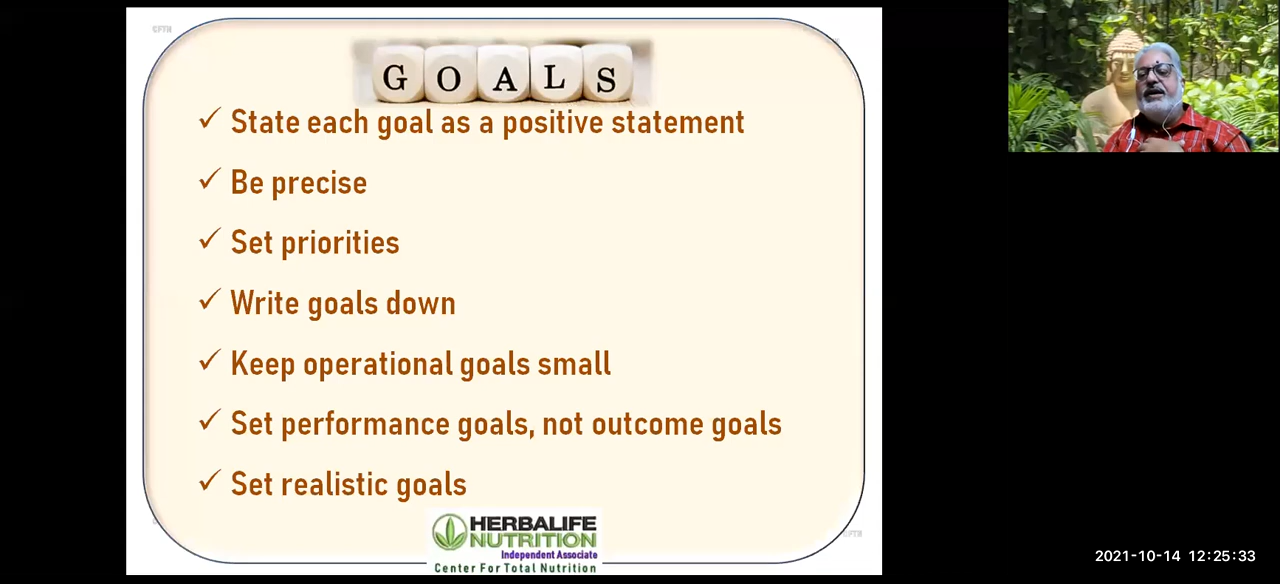 GFTN
GOALS
✓ State each goal as a positive statement
✓ Be precise
✓ Set priorities
✓ Write goals down
✓ Keep operational goals small
✓ Set performance goals, not outcome goals
✓ Set realistic goals
HERBALIFE
NUTRITION
Independent Associate
Center For Total Nutrition
GFTN
2021-10-14 12:25:33